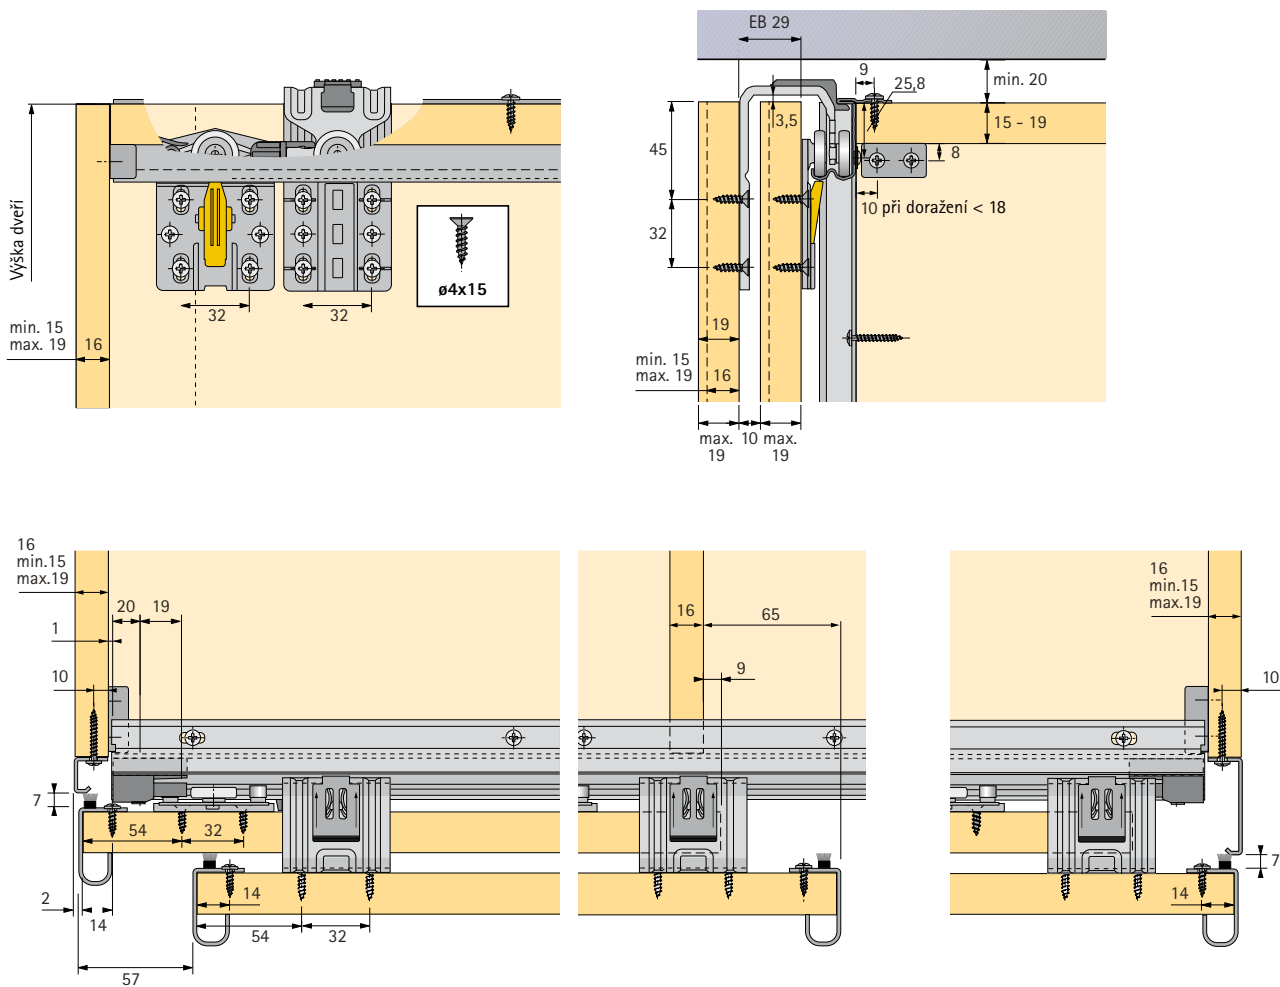 Výška dveří
min. 15
max. 19
16
32
32
ø4x15
EB 29
9
25,8
min. 20
3,5
15 - 19
45
8
10 při doražení < 18
32
19
min. 15
max. 19
16
max.
19
10
max.
19
16
min.15
max.19
20
19
1
10
7
54
32
2
14
14
54
32
57
16
65
9
16
min.15
max.19
10
7
14